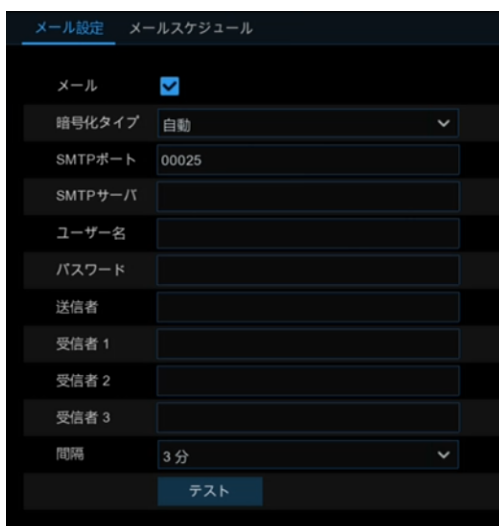 メール設定 メールスケジュール
メール
暗号化タイプ 自動
SMTPポート 00025
SMTPサーバ
ユーザー名
パスワード
送信者
受信者 1
受信者 2
受信者 3
間隔 3 分
テスト